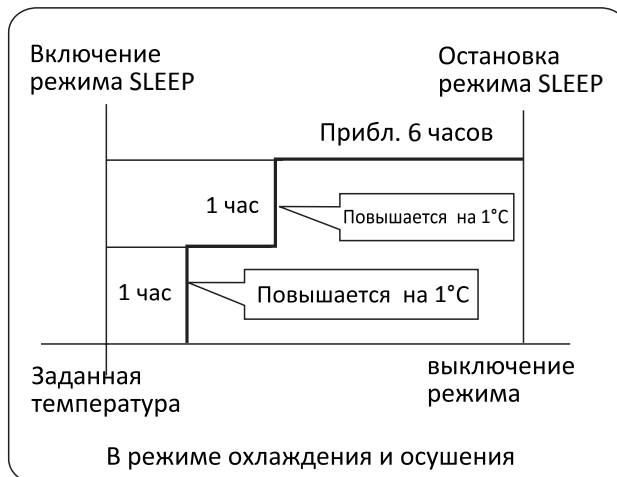 Включение
режима SLEEP
Остановка
режима SLEEP
Прибл. 6 часов
1 час
Повышается на 1°C
1 час
Повышается на 1°C
Заданная
температура
выключение
режима
В режиме охлаждения и осушения